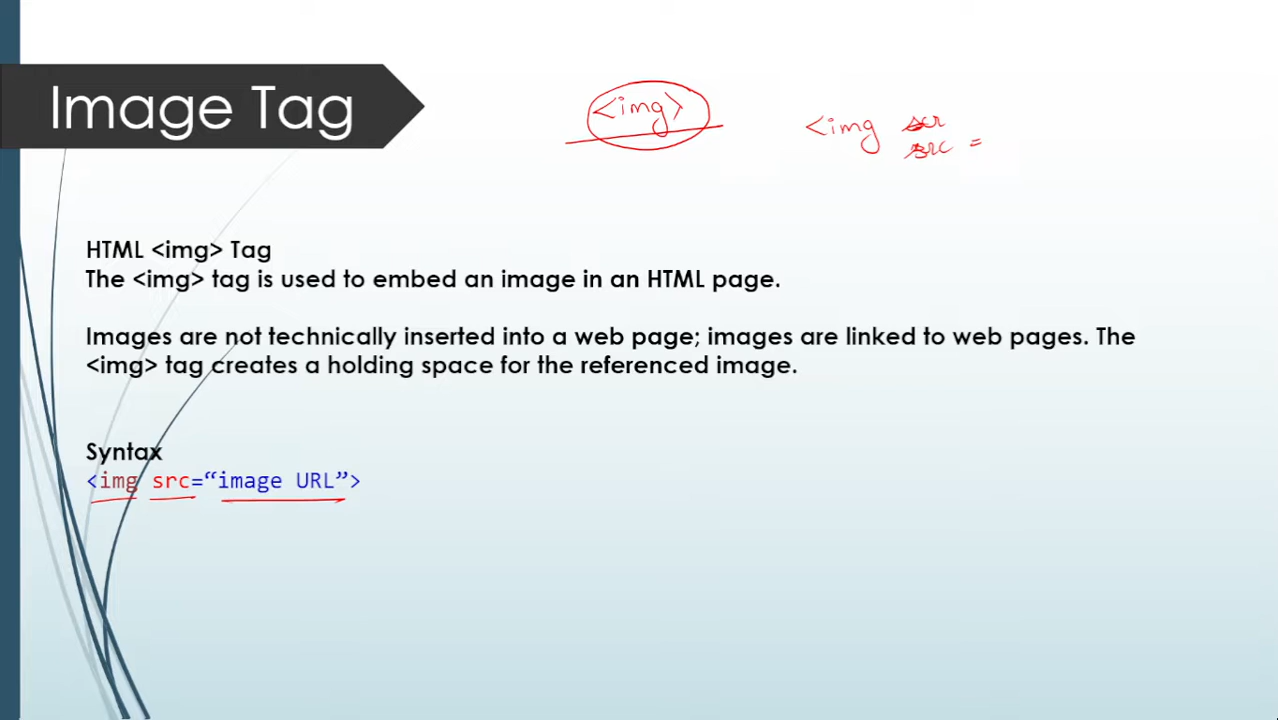 Image Tag
<img>
<img scr
src =
HTML <img> Tag
The <img> tag is used to embed an image in an HTML page.
Images are not technically inserted into a web page; images are linked to web pages. The
<img> tag creates a holding space for the referenced image.
Syntax
<img src=“image URL”>